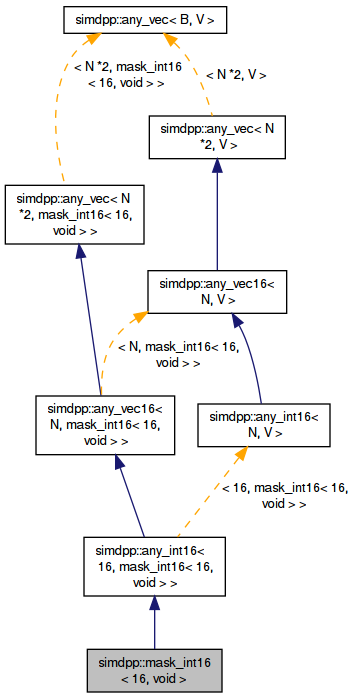 simdpp::any_vec< B, V >
< N *2, mask_int16
< 16, void > >
< N *2, V >
simdpp::any_vec< N
*2, V >
simdpp::any_vec< N
*2, mask_int16< 16,
void > >
simdpp::any_vec16<
N, V >
< N, mask_int16< 16,
void > >
simdpp::any_vec16<
N, mask_int16< 16,
void > >
simdpp::any_int16<
N, V >
< 16, mask_int16< 16,
void > >
simdpp::any_int16<
16, mask_int16< 16,
void > >
simdpp::mask_int16
< 16, void >